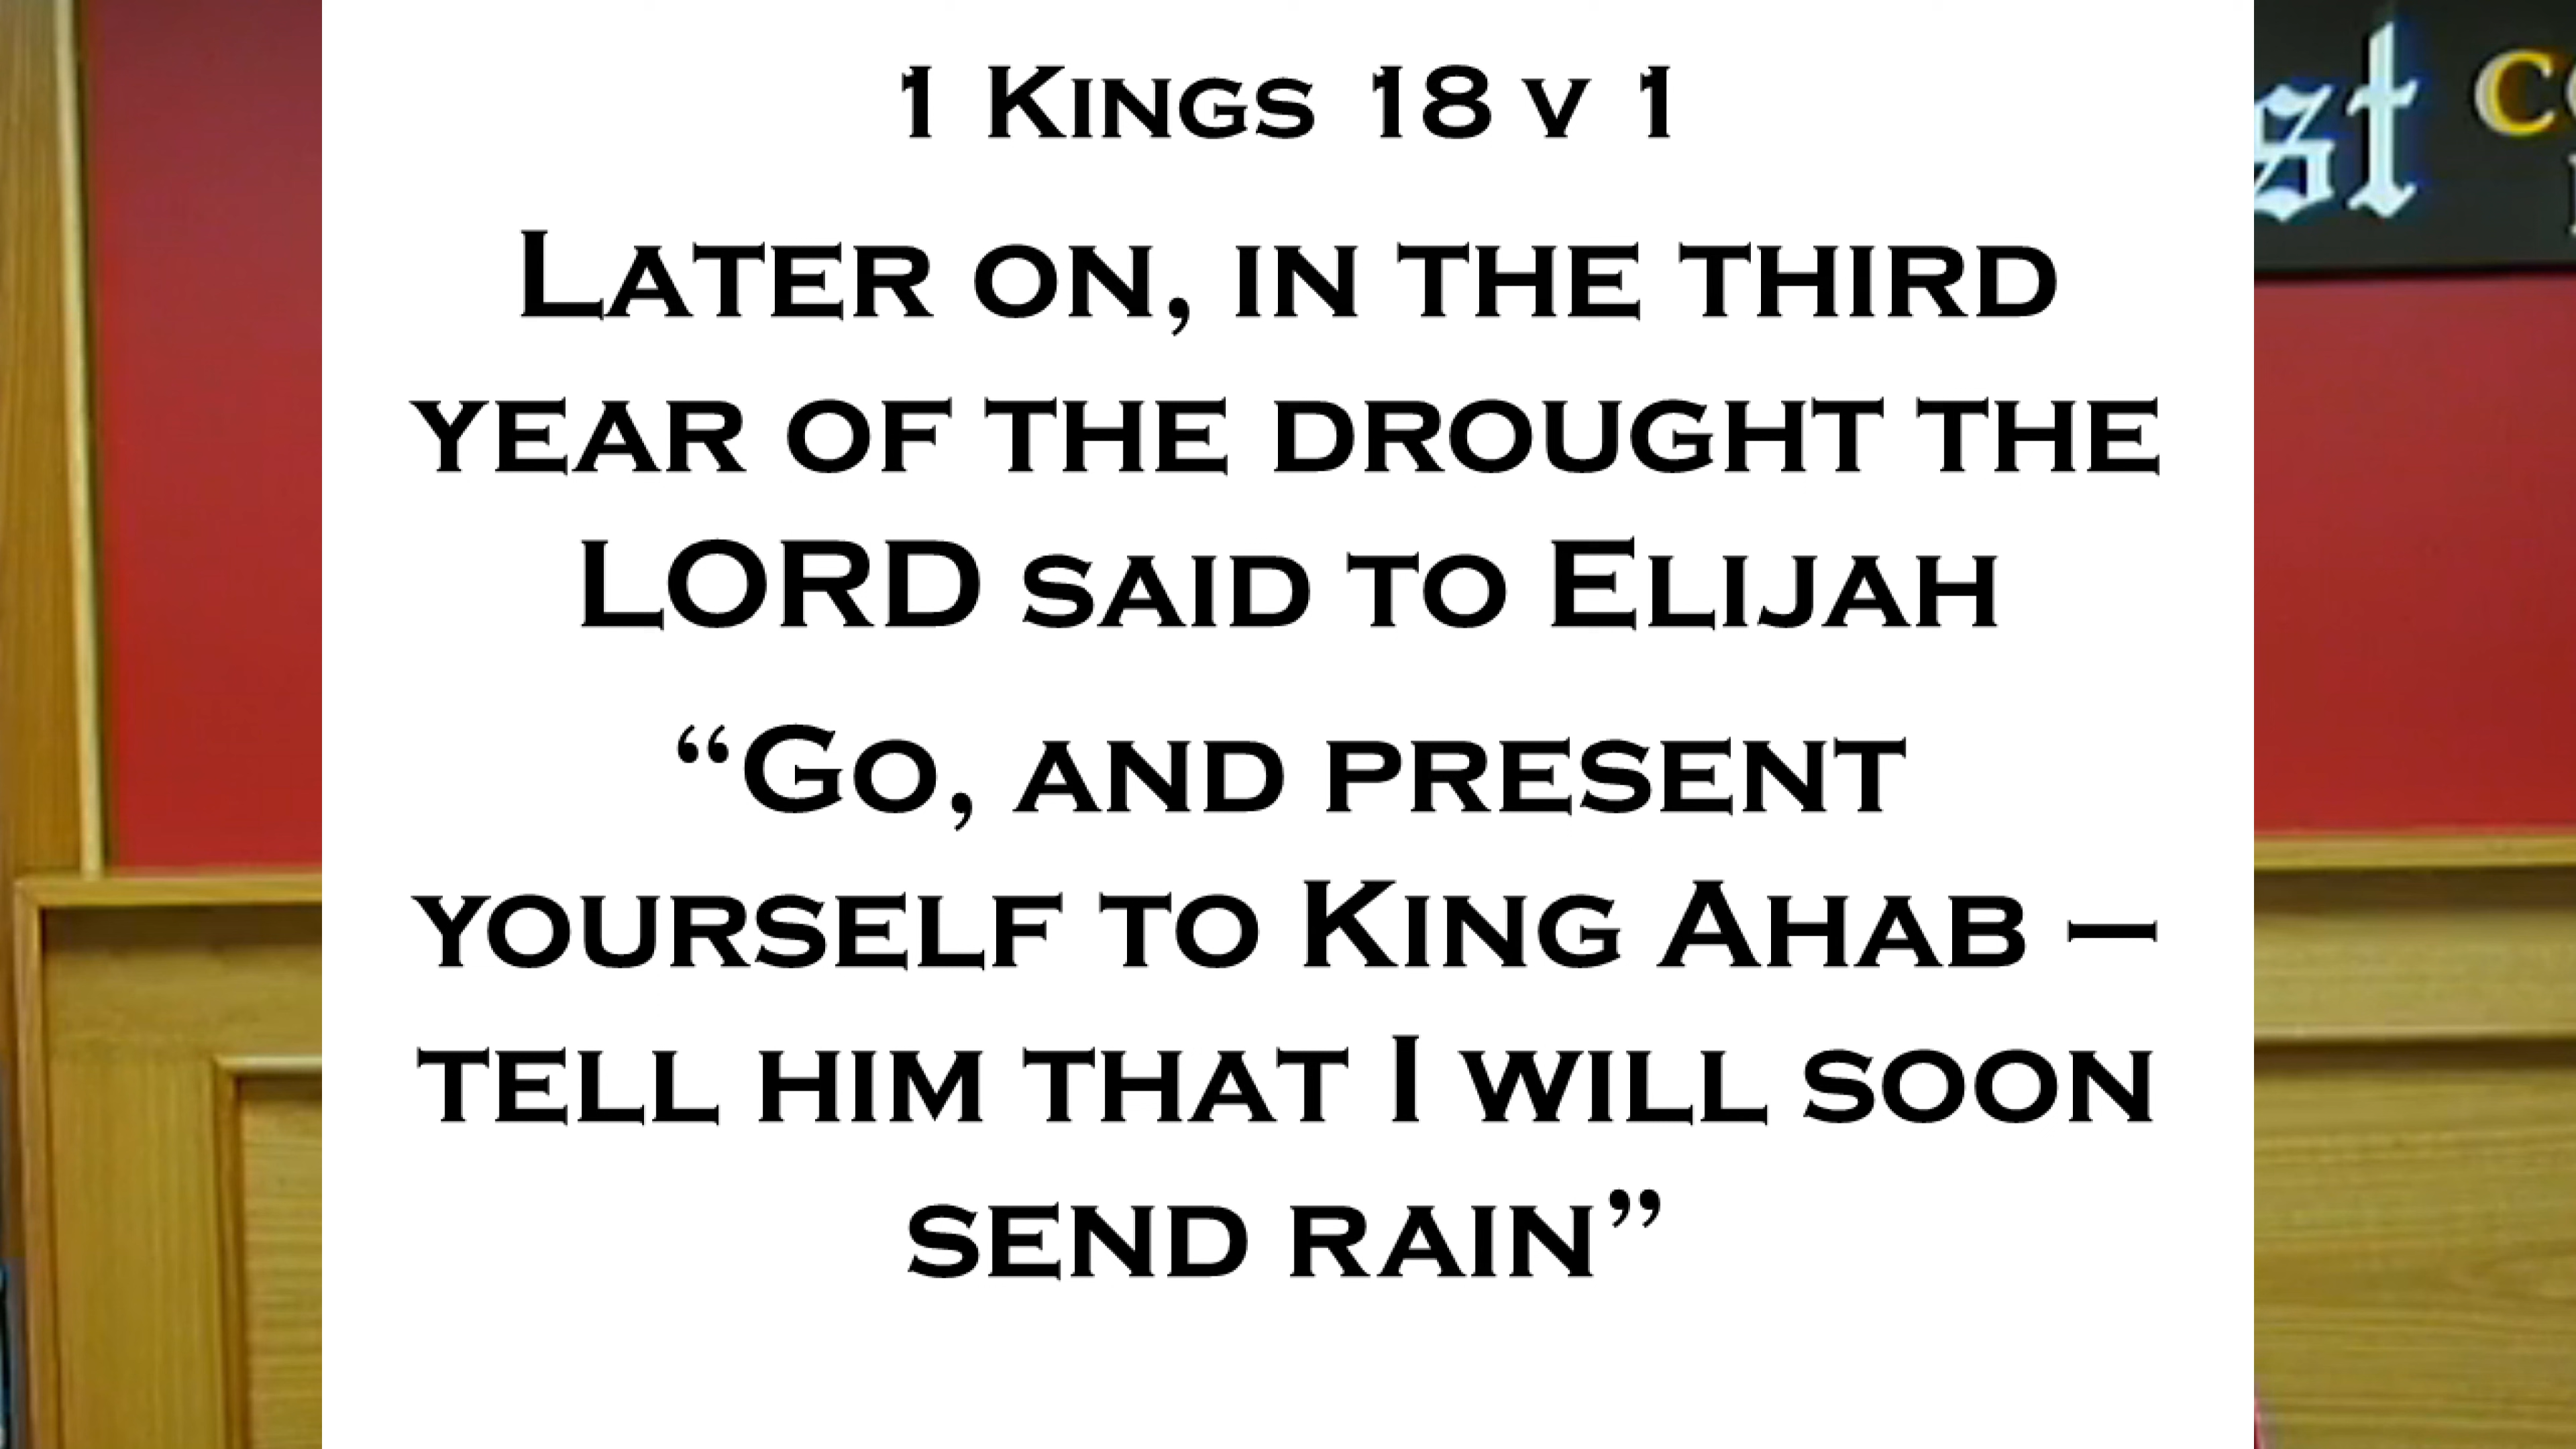 1 Kings 18 v 1
Later on, in the third
year of the drought the
LORD said to Elijah
“Go, and present
yourself to King Ahab –
tell him that I will soon
send rain”
st